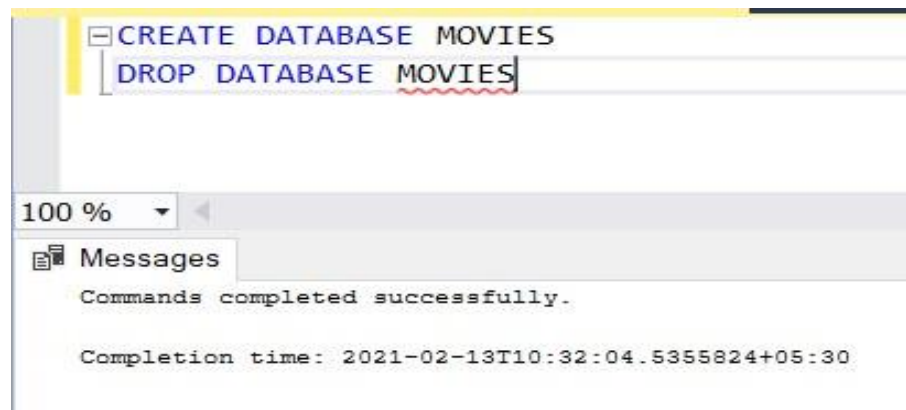 CREATE DATABASE MOVIES
DROP DATABASE MOVIES
100 %
Messages
Commands completed successfully.
Completion time: 2021-02-13T10:32:04.5355824+05:30